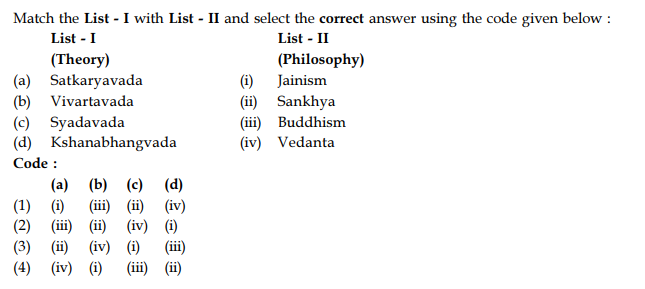 Match the List - I with List - II and select the correct answer using the code given below :
List - I List - II
(Theory) (Philosophy)
(a) Satkaryavada (i) Jainism
(b) Vivartavada (ii) Sankhya
(c) Syadavada (iii) Buddhism
(d) Kshanabhangvada (iv) Vedanta
Code :
(a) (b) (c) (d)
(1) (i) (iii) (ii) (iv)
(2) (iii) (ii) (iv) (i)
(3) (ii) (iv) (i) (iii)
(4) (iv) (i) (iii) (ii)